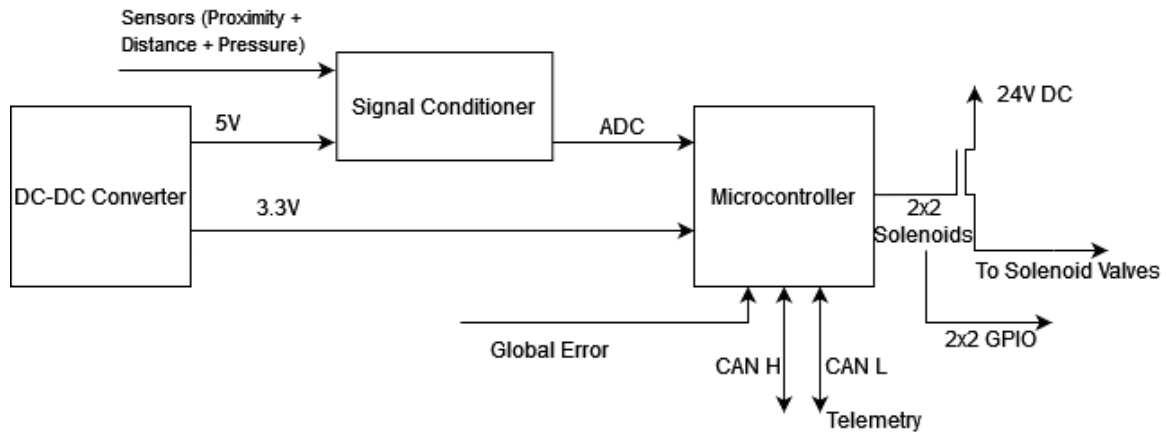 Sensors (Proximity +
Distance + Pressure)
Signal Conditioner
24V DC
5V
ADC
DC-DC Converter
Microcontroller
3.3V
2x2
Solenoids
To Solenoid Valves
Global Error
2x2 GPIO
CAN H
CAN L
Telemetry